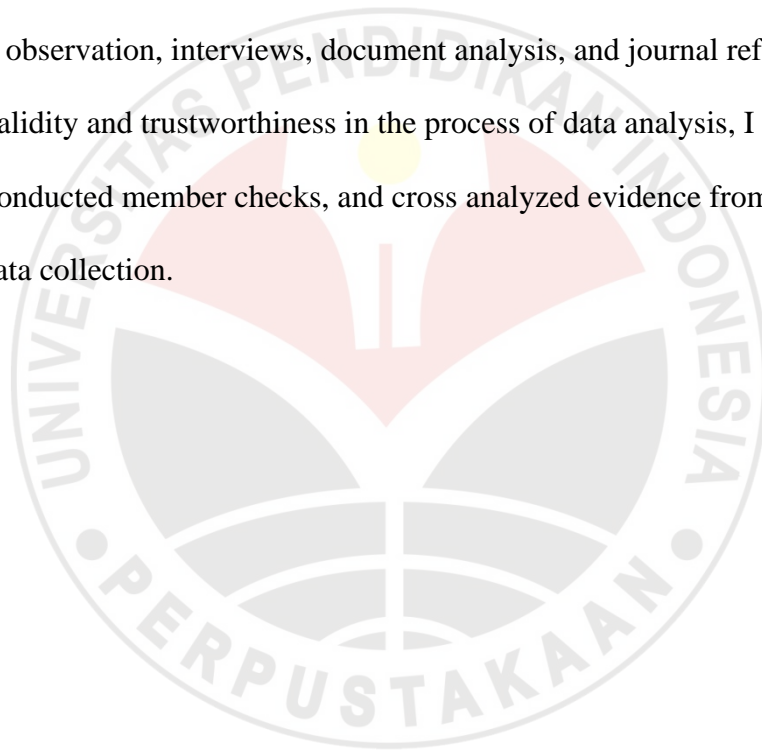 observation, interviews, document analysis, and journal ref
alidity and trustworthiness in the process of data analysis, I
onducted member checks, and cross analyzed evidence from
ata collection.
UNIVERSITAS PENDIDIKAN INDONESIA
PERPUSTAKAAN